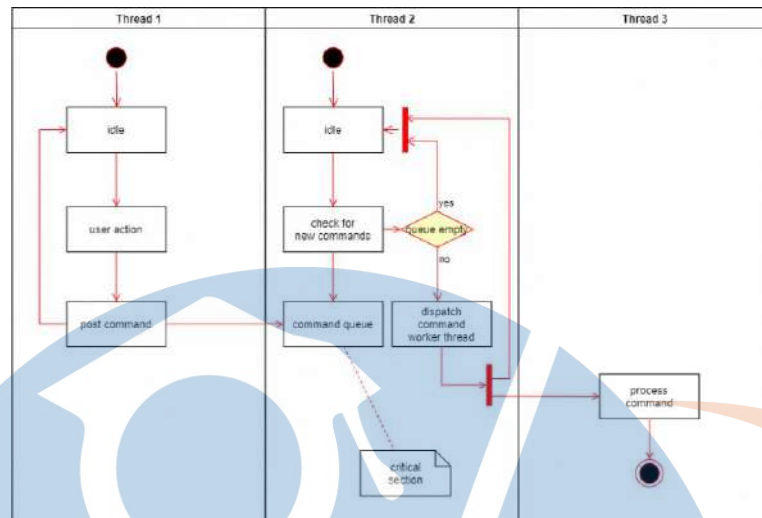 Thread 1
Thread 2
Thread 3
idle
idle
user action
check for
new commands
queue empty
yes
no
post command
command queue
dispatch
command
worker thread
process
command
critical
section